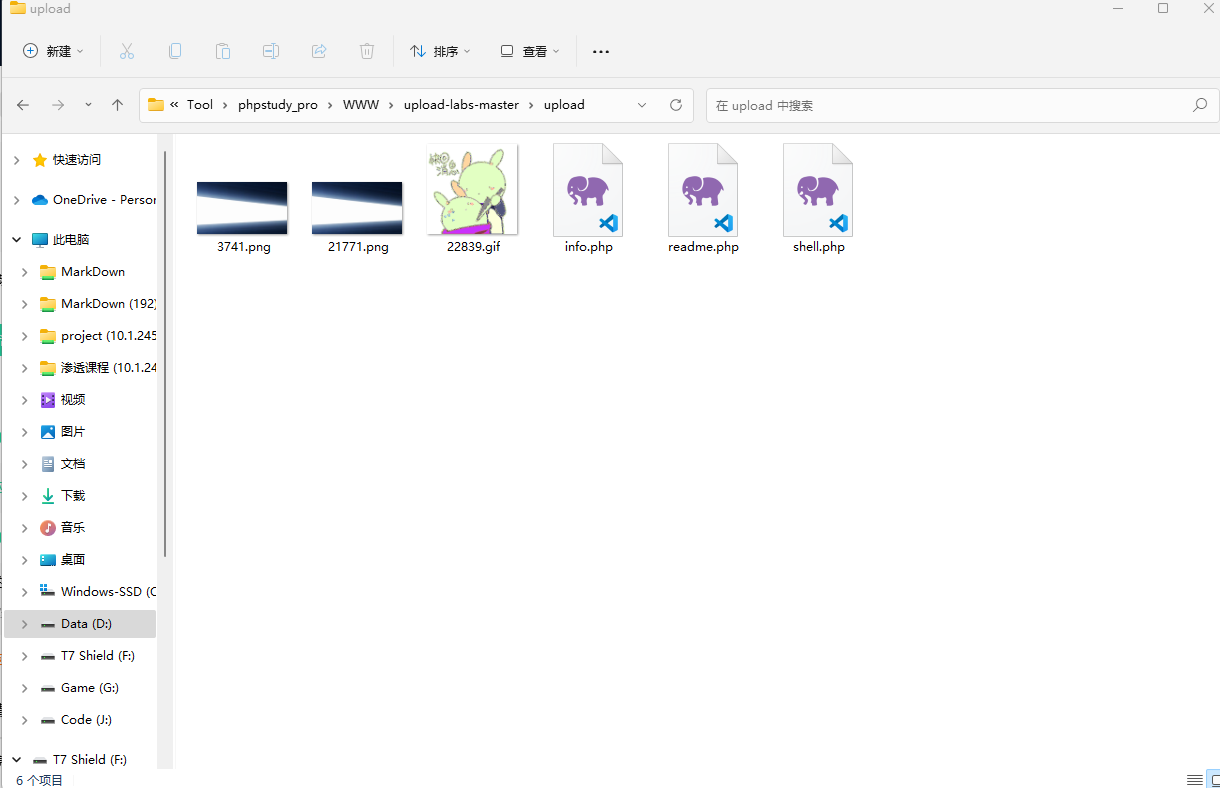 upload
新建
排序
查看
Tool
phpstudy_pro
WWW
upload-labs-master
upload
在 upload 中搜索
快速访问
OneDrive - Person
此电脑
MarkDown
MarkDown (192)
project (10.1.245
渗透课程 (10.1.24
视频
图片
文档
下载
音乐
桌面
Windows-SSD (C
Data (D:)
T7 Shield (F:)
Game (G:)
Code (J:)
T7 Shield (F:)
3741.png
21771.png
22839.gif
info.php
readme.php
shell.php
6 个项目